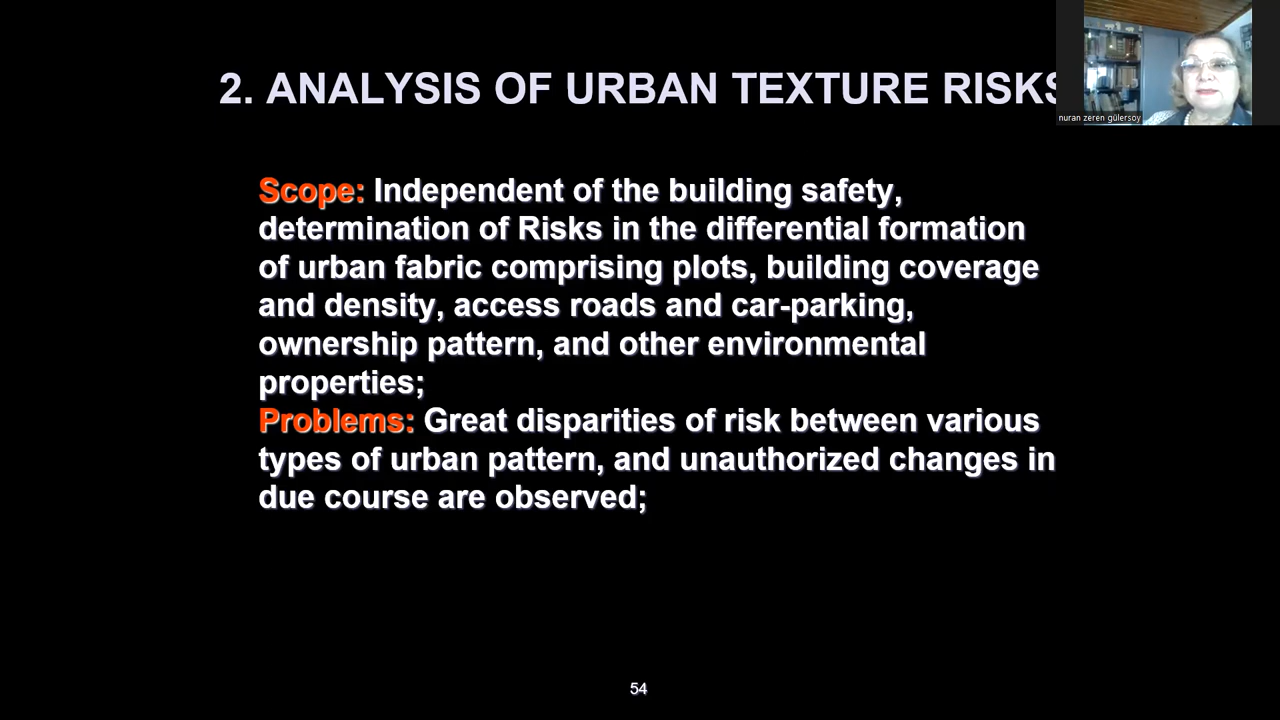 2. ANALYSIS OF URBAN TEXTURE RISKS
nuran zeren gülersoy
Scope: Independent of the building safety,
determination of Risks in the differential formation
of urban fabric comprising plots, building coverage
and density, access roads and car-parking,
ownership pattern, and other environmental
properties;
Problems: Great disparities of risk between various
types of urban pattern, and unauthorized changes in
due course are observed;
54